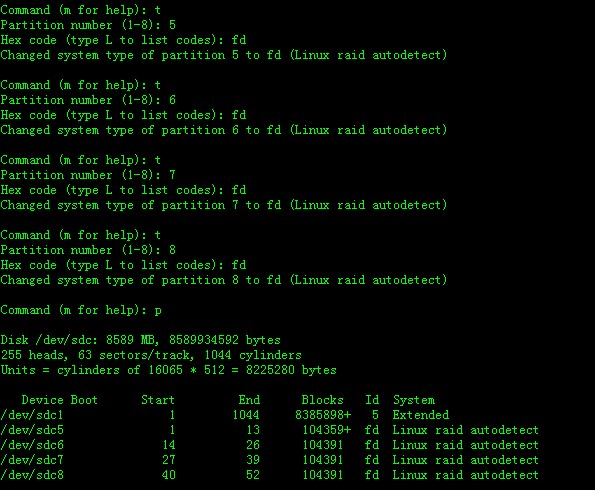 Command (m for help): t
Partition number (1-8): 5
Hex code (type L to list codes): fd
Changed system type of partition 5 to fd (Linux raid autodetect)
Command (m for help): t
Partition number (1-8): 6
Hex code (type L to list codes): fd
Changed system type of partition 6 to fd (Linux raid autodetect)
Command (m for help): t
Partition number (1-8): 7
Hex code (type L to list codes): fd
Changed system type of partition 7 to fd (Linux raid autodetect)
Command (m for help): t
Partition number (1-8): 8
Hex code (type L to list codes): fd
Changed system type of partition 8 to fd (Linux raid autodetect)
Command (m for help): p
Disk /dev/sdc: 8589 MB, 8589934592 bytes
255 heads, 63 sectors/track, 1044 cylinders
Units = cylinders of 16065 * 512 = 8225280 bytes
Device Boot Start End Blocks Id System
/dev/sdc1 1 1044 8385898+ 5 Extended
/dev/sdc5 1 13 104359+ fd Linux raid autodetect
/dev/sdc6 14 26 104391 fd Linux raid autodetect
/dev/sdc7 27 39 104391 fd Linux raid autodetect
/dev/sdc8 40 52 104391 fd Linux raid autodetect